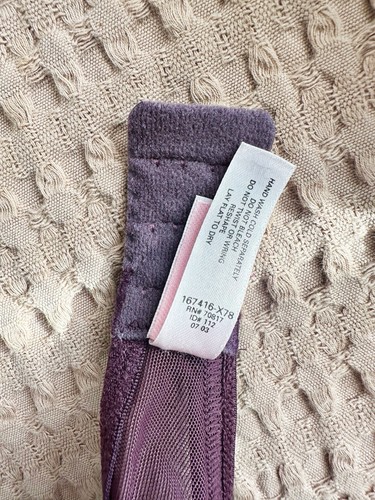 HAND WASH COLD SEPARATELY
DO NOT BLEACH
DO NOT TWIST OR WRING
RESHAPE
LAY FLAT TO DRY
167416-X78
RN# 70817
ID# 112
07 03